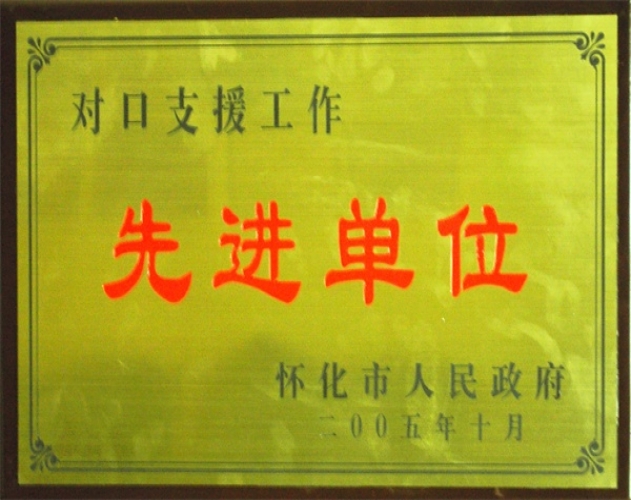 对口支援工作
先进单位
怀化市人民政府
二00五年十月